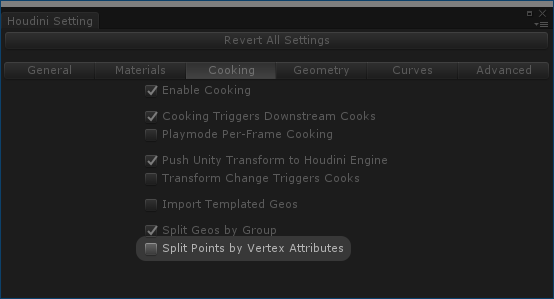 Houdini Setting
Revert All Settings
General Materials Cooking Geometry Curves Advanced
Enable Cooking
Cooking Triggers Downstream Cooks
Playmode Per-Frame Cooking
Push Unity Transform to Houdini Engine
Transform Change Triggers Cooks
Import Templated Geos
Split Geos by Group
Split Points by Vertex Attributes